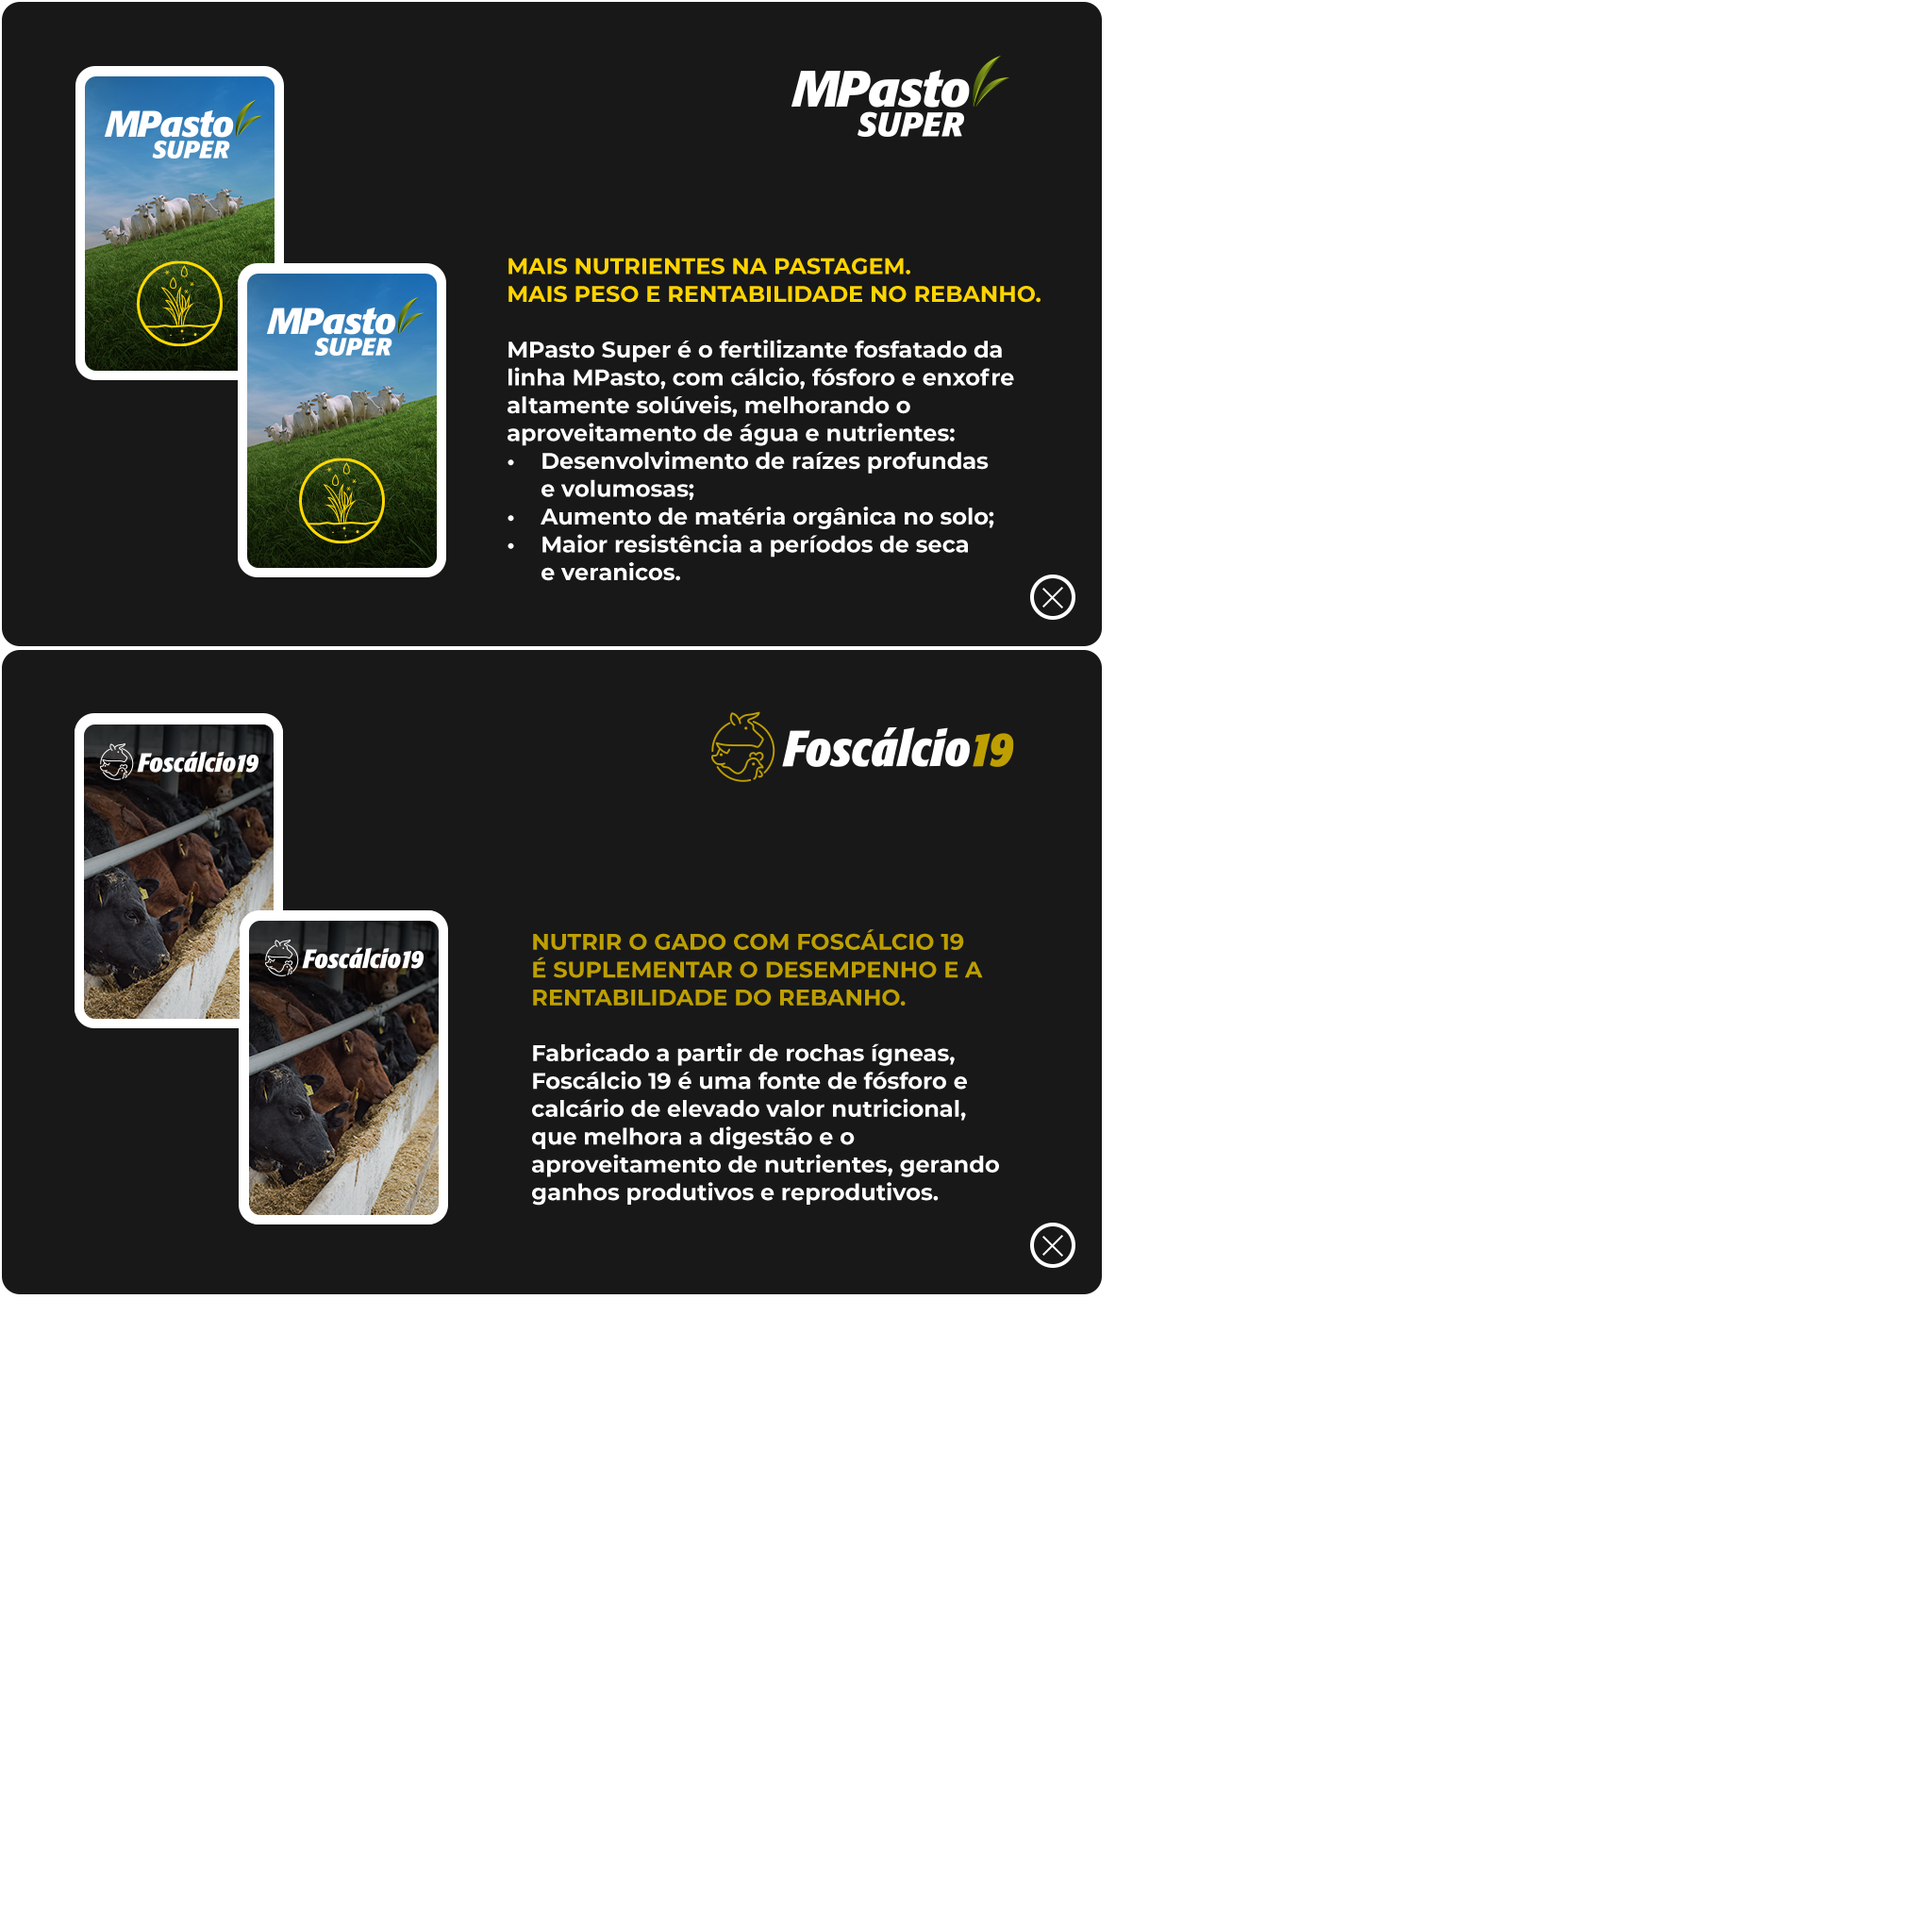 MPasto
SUPER
MPasto
SUPER
MPasto
SUPER
MAIS NUTRIENTES NA PASTAGEM.
MAIS PESO E RENTABILIDADE NO REBANHO.
MPasto Super é o fertilizante fosfatado da
linha MPasto, com cálcio, fósforo e enxofre
altamente solúveis, melhorando o
aproveitamento de água e nutrientes:
• Desenvolvimento de raízes profundas
e volumosas;
• Aumento de matéria orgânica no solo;
• Maior resistência a períodos de seca
e veranicos.
Foscálcio19
Foscálcio19
Foscálcio19
NUTRIR O GADO COM FOSCÁLCIO 19
É SUPLEMENTAR O DESEMPENHO E A
RENTABILIDADE DO REBANHO.
Fabricado a partir de rochas ígneas,
Foscálcio 19 é uma fonte de fósforo e
calcário de elevado valor nutricional,
que melhora a digestão e o
aproveitamento de nutrientes, gerando
ganhos produtivos e reprodutivos.